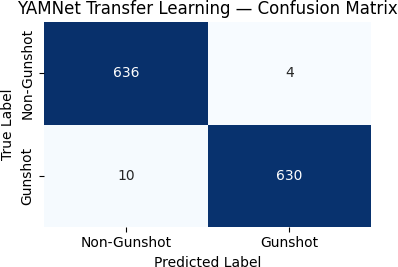 YAMNet Transfer Learning — Confusion Matrix
True Label
Non-Gunshot
636
4
Gunshot
10
630
Non-Gunshot
Gunshot
Predicted Label